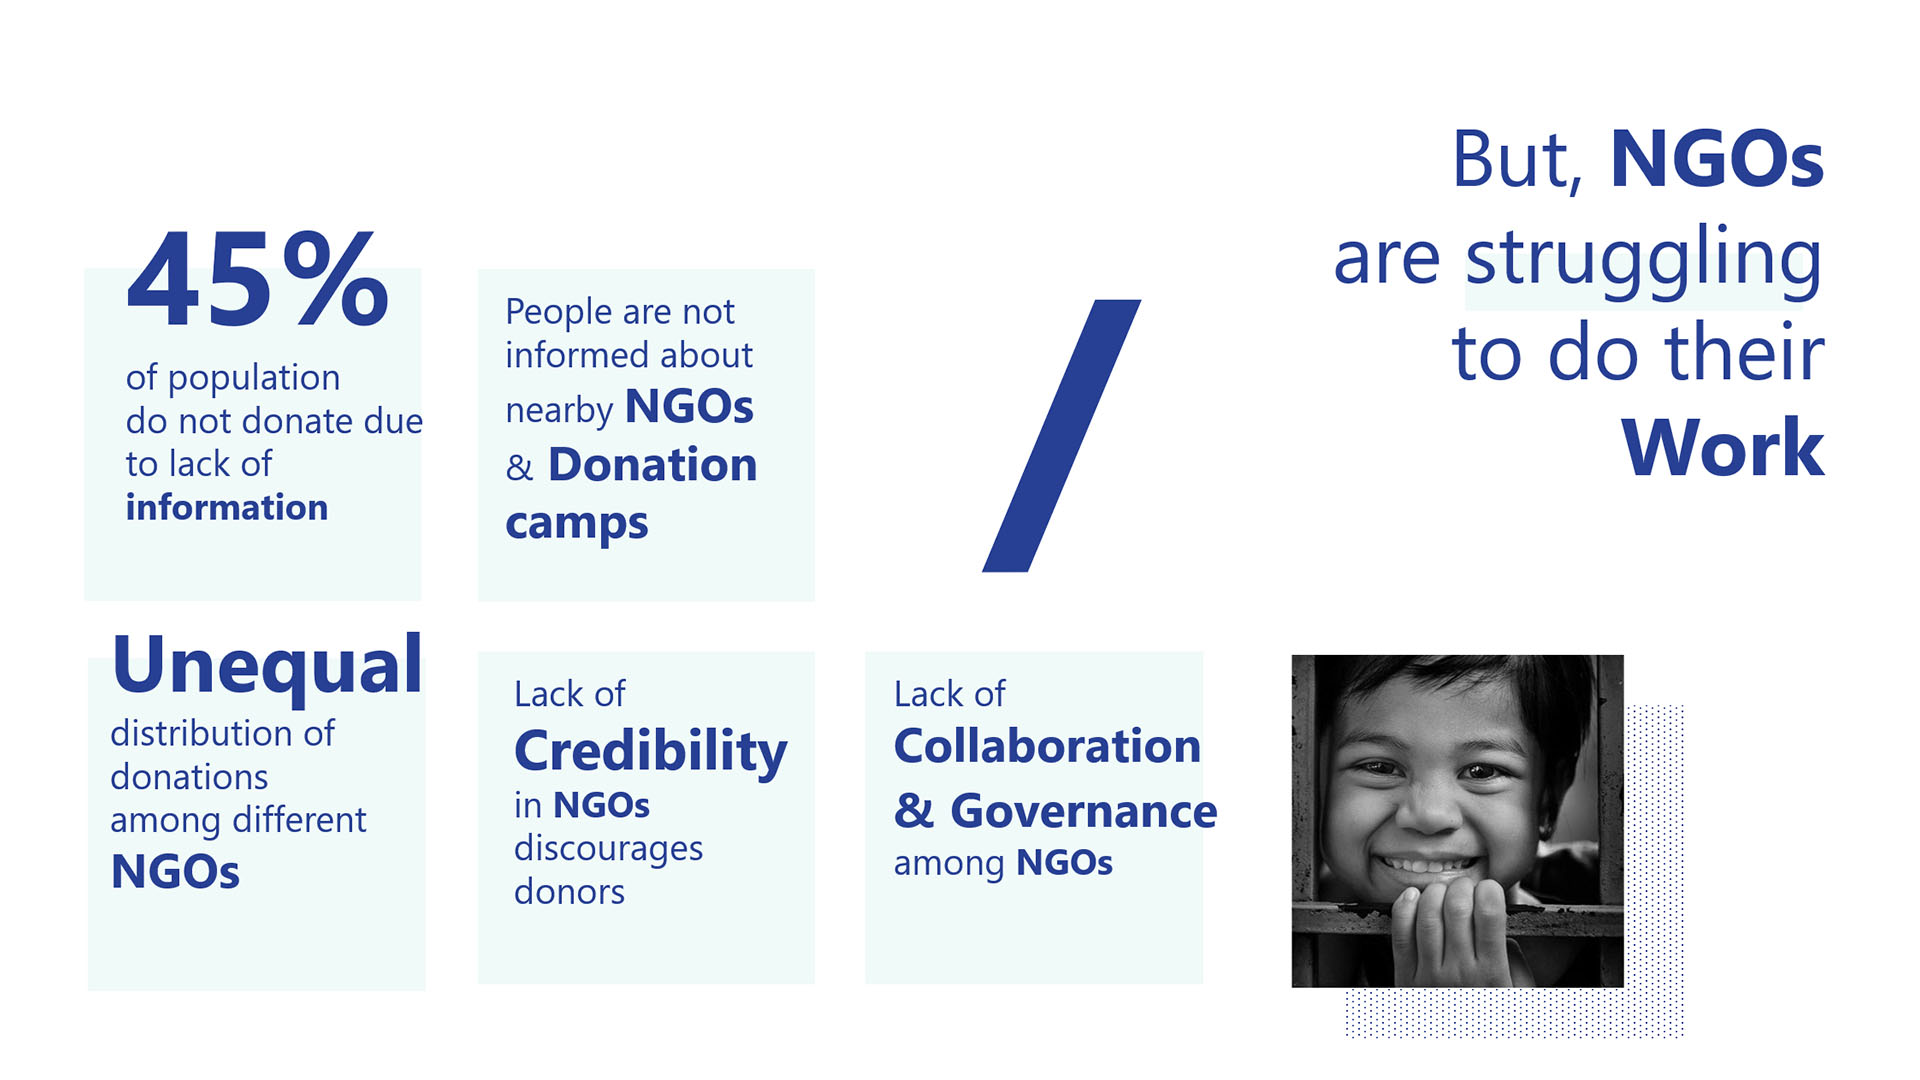 But, NGOs
are struggling
to do their
Work
45%
of population
do not donate due
to lack of
information
People are not
informed about
nearby NGOs
& Donation
camps
/
Unequal
distribution of
donations
among different
NGOs
Lack of
Credibility
in NGOs
discourages
donors
Lack of
Collaboration
& Governance
among NGOs